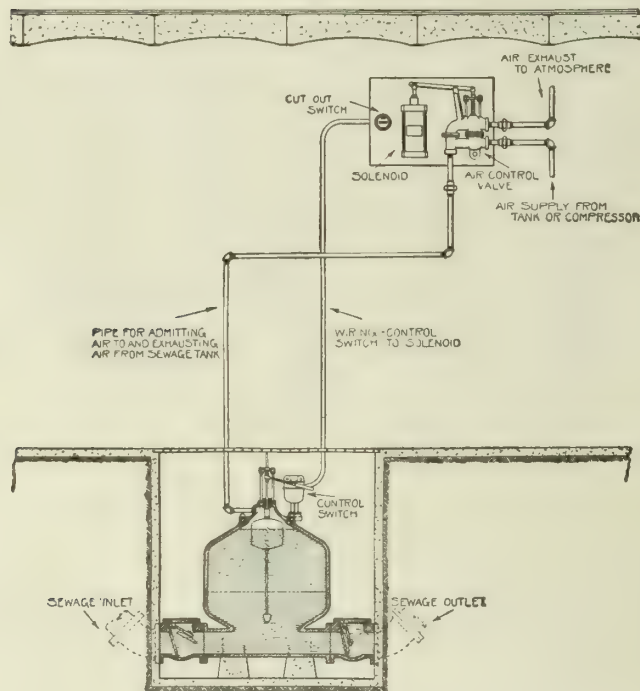 AIR EXHAUST
TO ATMOSPHERE
CUT OUT
SWITCH
SOLENOID
AIR CONTROL
VALVE
AIR SUPPLY FROM
TANK OR COMPRESSOR
PIPE FOR ADMITTING
AIR TO AND EXHAUSTING
AIR FROM SEWAGE TANK
WIRING-CONTROL
SWITCH TO SOLENOID
CONTROL
SWITCH
SEWAGE INLET
SEWAGE OUTLET